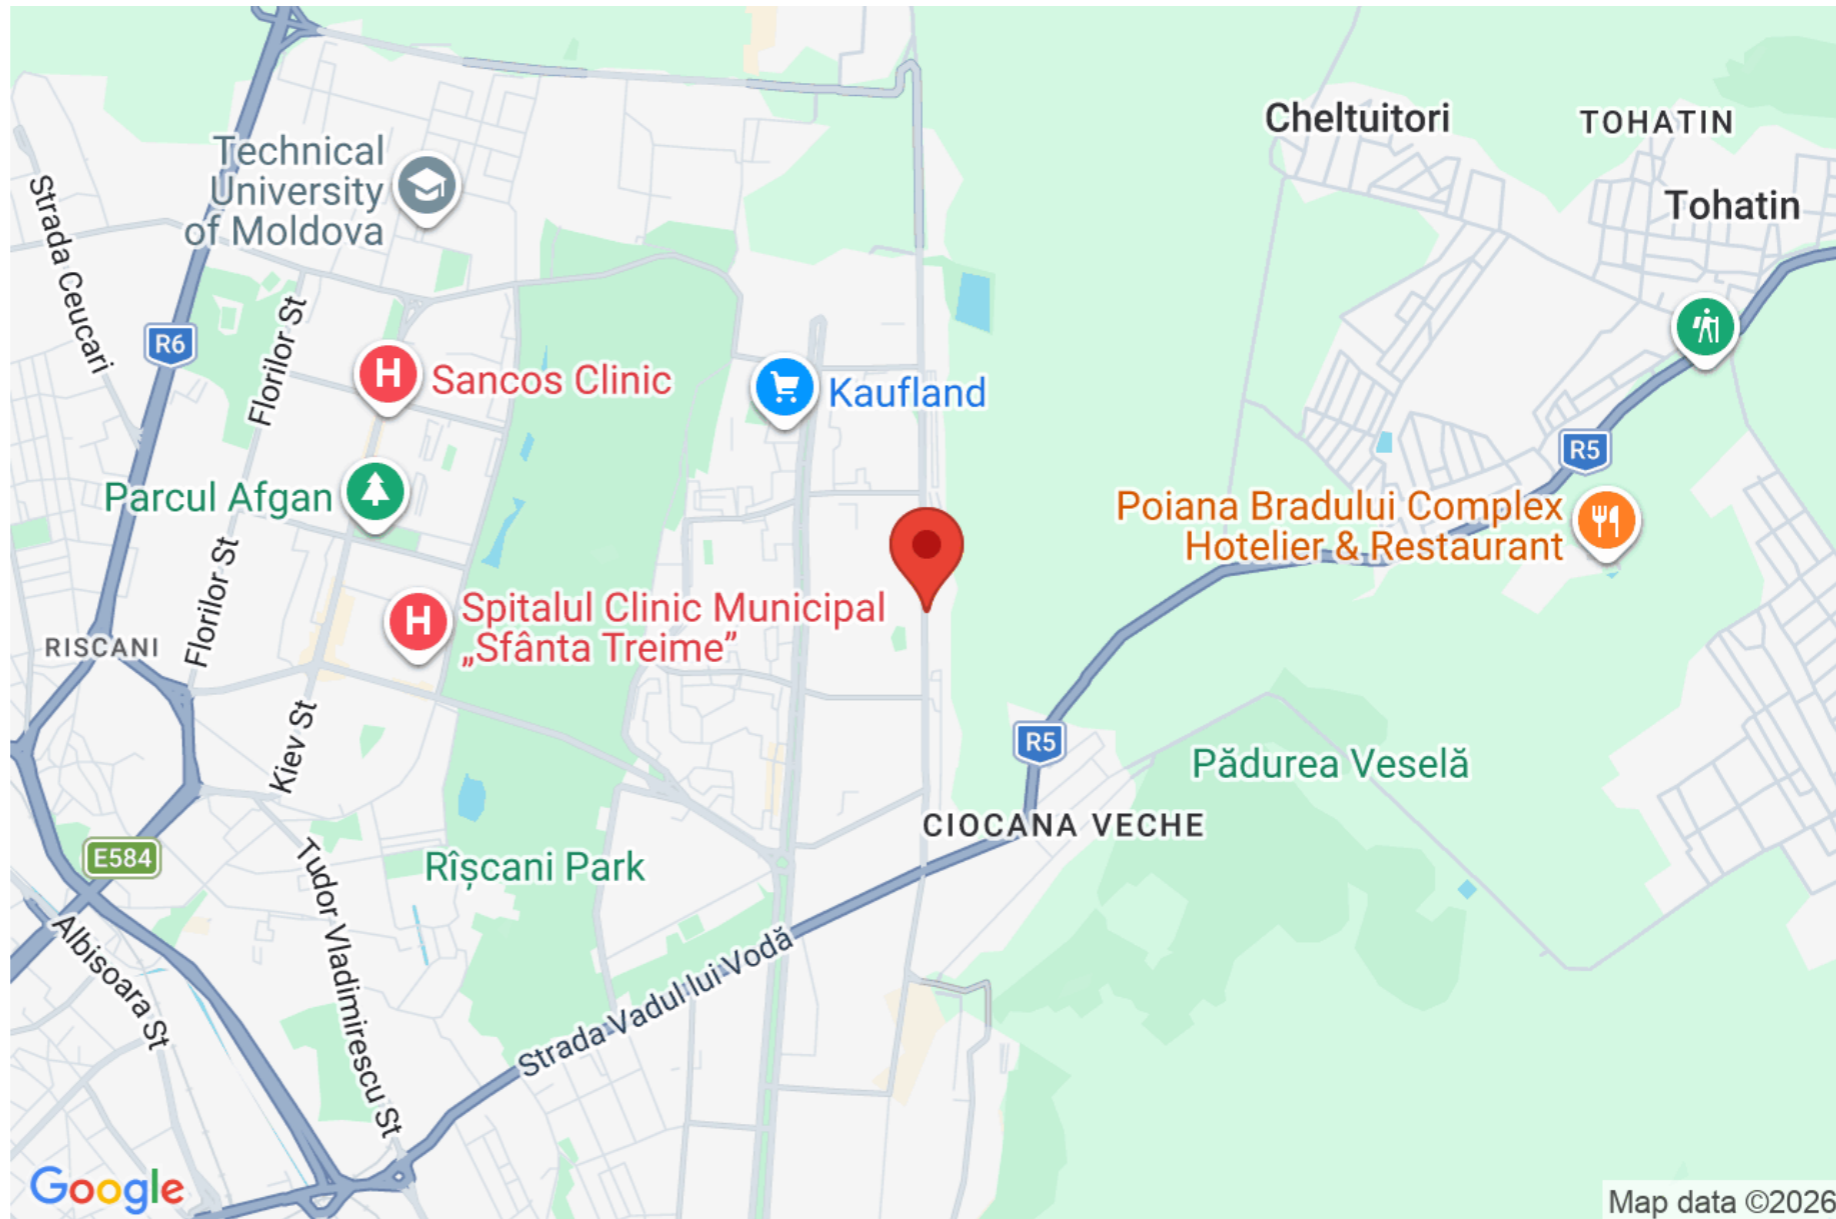 Cheltuitori
TOHATIN
Tohatin
Technical
University
of Moldova
Strada Ceucari
Florilor St
R6
H
Sancos Clinic
Kaufland
R5
Parcul Afgan
Poiana Bradului Complex
Hotelier & Restaurant
Florilor St
H
Spitalul Clinic Municipal
„Sfânta Treime”
RISCANI
Kiev St
R5
Pădurea Veselă
CIOCANA VECHE
E584
Rîșcani Park
Tudor Vladimirescu St
Albisoara St
Strada Vadul lui Vodă
Google
Map data ©2026